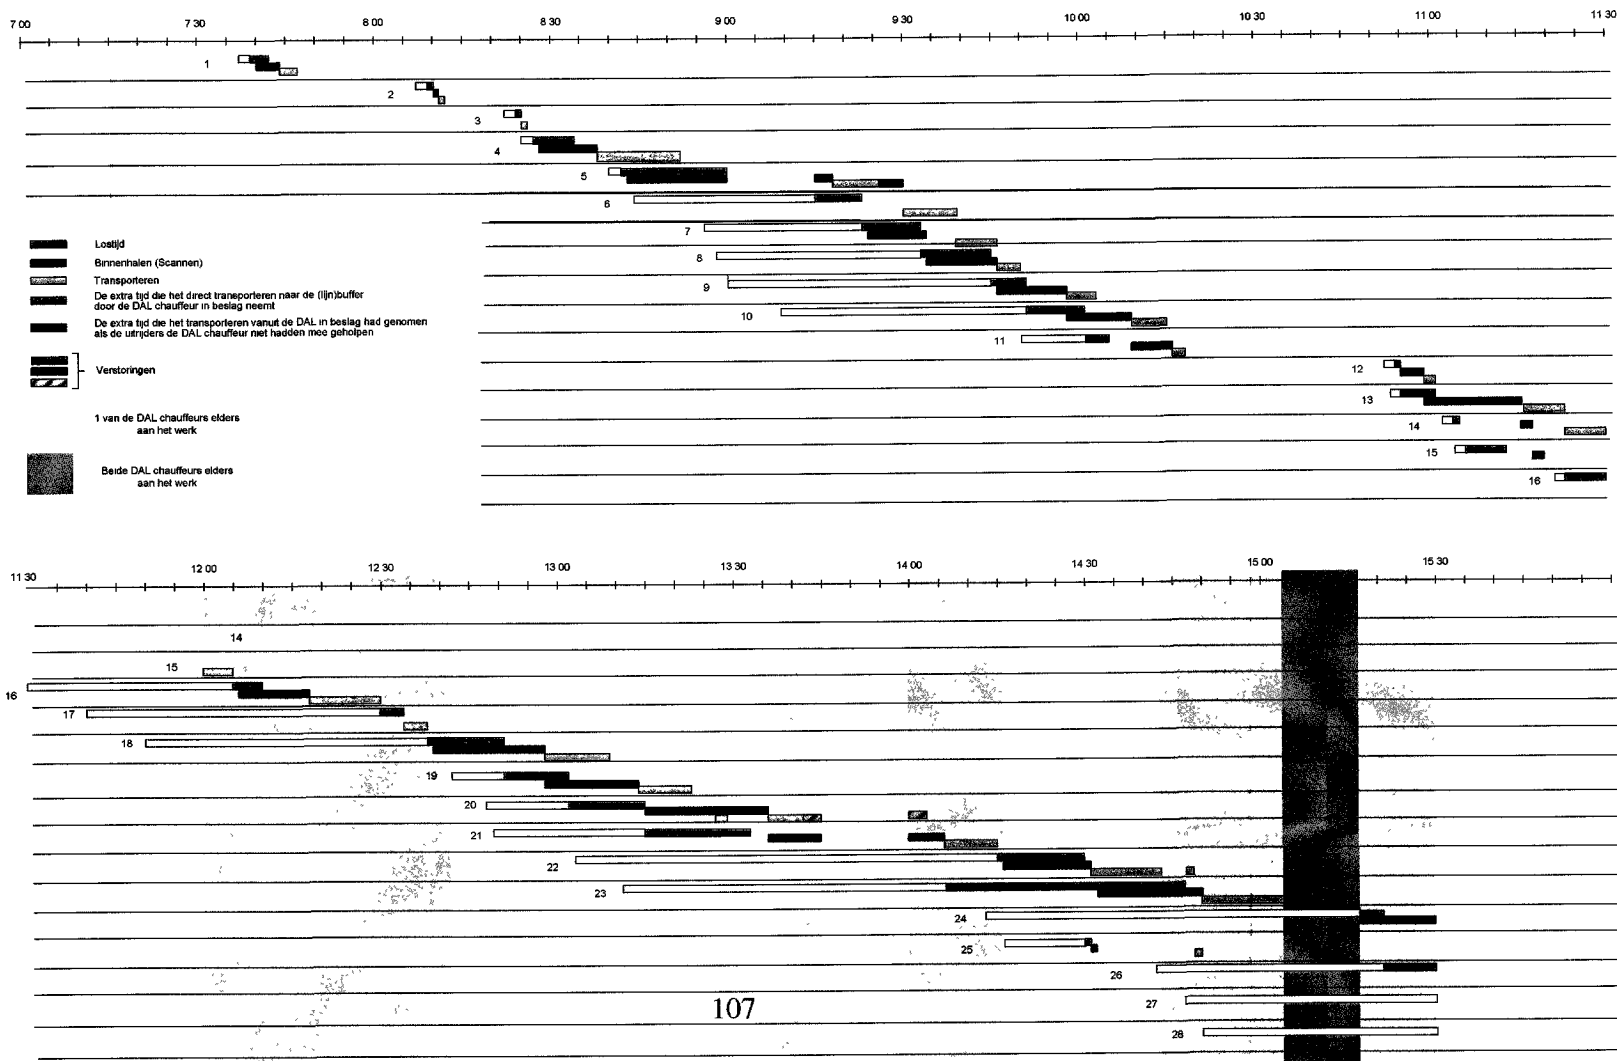 7 00 7 30 8 00 8 30 9 00 9 30 10 00 10 30 11 00 11 30
1
2
3
4
5
6
7
8
9
10
11
12
13
14
15
16
Lostijd
Binnenhalen (Scannen)
Transporteren
De extra tijd die het direct transporteren naar de (lijn)buffer
door de DAL chauffeur in beslag neemt
De extra tijd die het transporteren vanuit de DAL in beslag had genomen
als de uitrijders de DAL chauffeur niet hadden mee geholpen
Verstoringen
1 van de DAL chauffeurs elders
aan het werk
Beide DAL chauffeurs elders
aan het werk
11 30 12 00 12 30 13 00 13 30 14 00 14 30 15 00 15 30
14
15
16
17
18
19
20
21
22
23
24
25
26
27
28
107